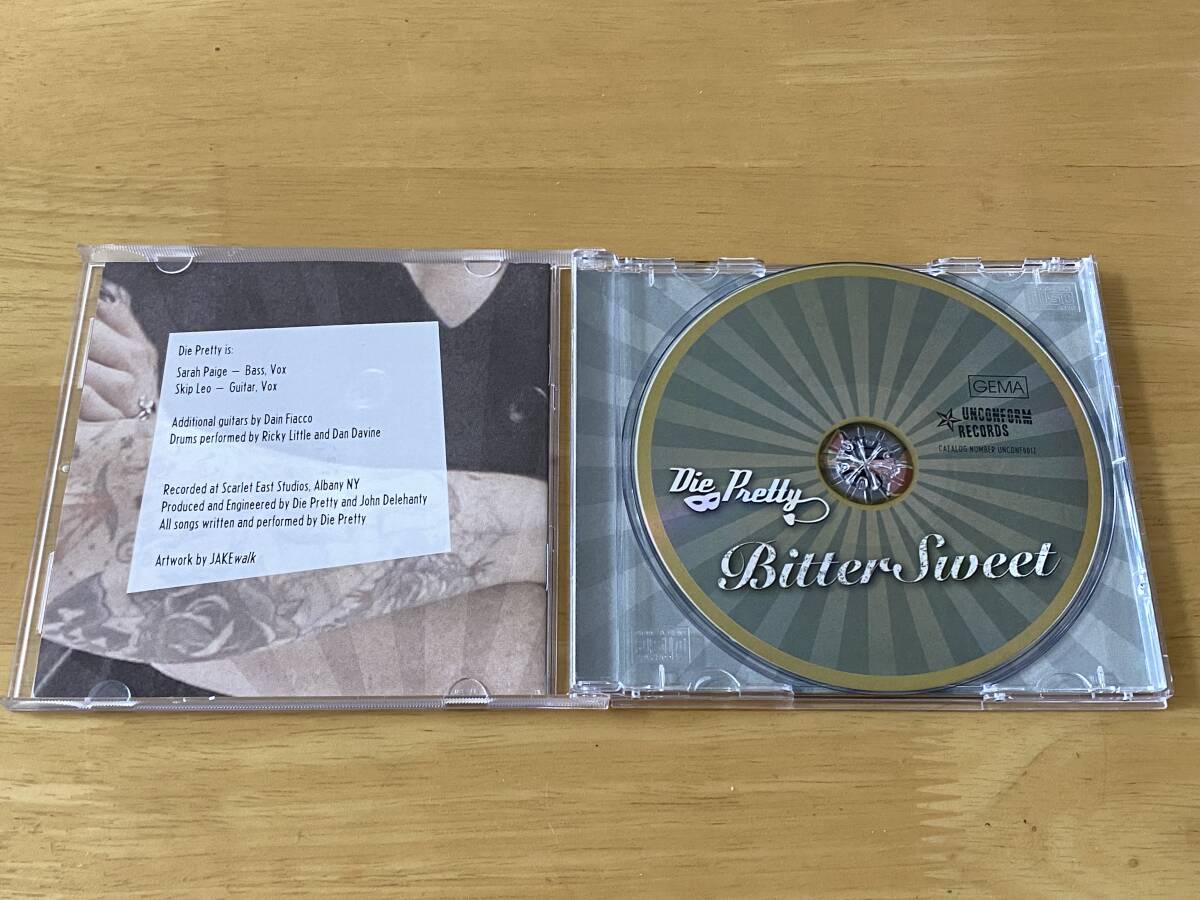 Die Pretty is:
Sarah Paige – Bass, Vox
Skip Leo – Guitar, Vox
Additional guitars by Dain Fiacco
Drums performed by Ricky Little and Dan Davine
Recorded at Scarlet East Studios, Albany NY
Produced and Engineered by Die Pretty and John Delehanty
All songs written and performed by Die Pretty
Artwork by JAKEwalk
GEMA
UNCONFORM
RECORDS
CATALOG NUMBER
Die Pretty
BitterSweet